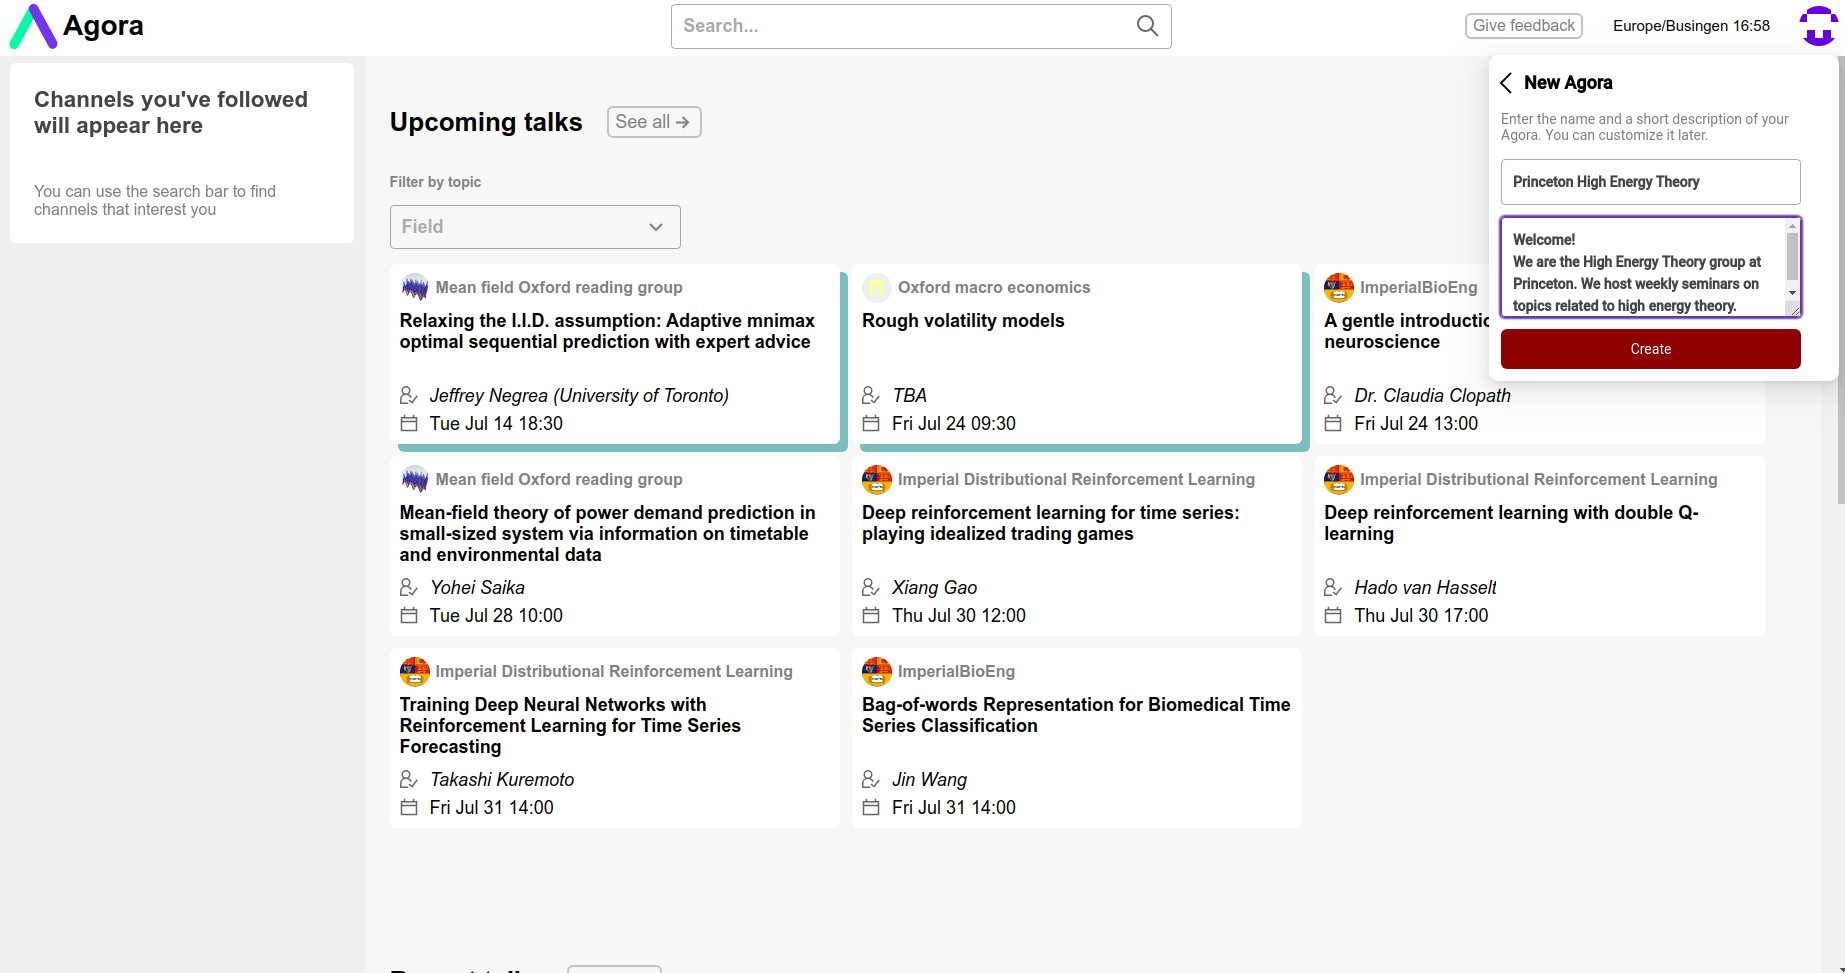 Agora
Search...
Give feedback
Europe/Busingen 16:58
Channels you've followed
will appear here
You can use the search bar to find
channels that interest you
Upcoming talks
See all →
Filter by topic
Field
New Agora
Enter the name and a short description of your
Agora. You can customize it later.
Princeton High Energy Theory
Welcome!
We are the High Energy Theory group at
Princeton. We host weekly seminars on
topics related to high energy theory.
Create
Mean field Oxford reading group
Relaxing the I.I.D. assumption: Adaptive mnimax
optimal sequential prediction with expert advice
Jeffrey Negrea (University of Toronto)
Tue Jul 14 18:30
Oxford macro economics
Rough volatility models
TBA
Fri Jul 24 09:30
ImperialBioEng
A gentle
neuroscience
Dr. Claudia Clopath
Fri Jul 24 13:00
Mean field Oxford reading group
Mean-field theory of power demand prediction in
small-sized system via information on timetable
and environmental data
Yohei Saika
Tue Jul 28 10:00
Imperial Distributional Reinforcement Learning
Deep reinforcement learning for time series:
playing idealized trading games
Xiang Gao
Thu Jul 30 12:00
Imperial Distributional Reinforcement Learning
Deep reinforcement learning with double Q-
learning
Hado van Hasselt
Thu Jul 30 17:00
Imperial Distributional Reinforcement Learning
Training Deep Neural Networks with
Reinforcement Learning for Time Series
Forecasting
Takashi Kuremoto
Fri Jul 31 14:00
ImperialBioEng
Bag-of-words Representation for Biomedical Time
Series Classification
Jin Wang
Fri Jul 31 14:00